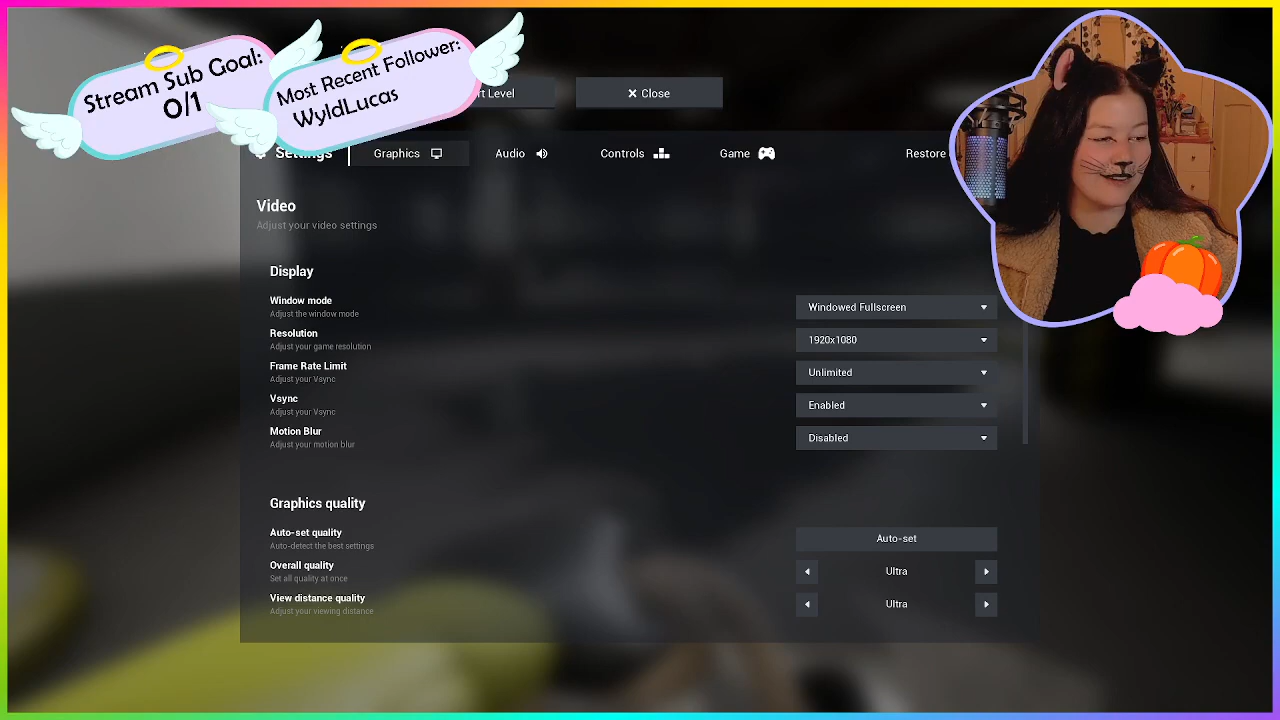 Stream Sub Goal:
0/1
Most Recent Follower:
WyldLucas
rt Level
Close
Settings
Graphics
Audio
Controls
Game
Restore
Video
Adjust your video settings
Display
Window mode
Adjust the window mode
Windowed Fullscreen
Resolution
Adjust your game resolution
1920x1080
Frame Rate Limit
Adjust your Vsync
Unlimited
Vsync
Adjust your Vsync
Enabled
Motion Blur
Adjust your motion blur
Disabled
Graphics quality
Auto-set quality
Auto-detect the best settings
Auto-set
Overall quality
Set all quality at once
Ultra
View distance quality
Adjust your viewing distance
Ultra